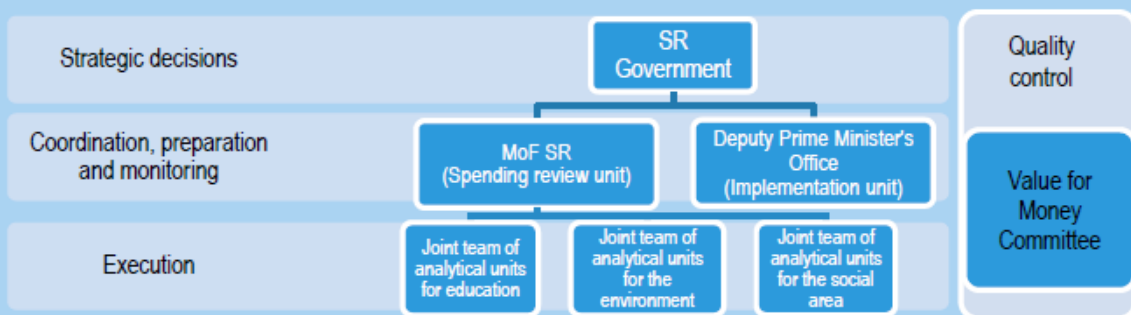 Strategic decisions
SR
Government
Quality
control
Coordination, preparation
and monitoring
MoF SR
(Spending review unit)
Deputy Prime Minister's
Office
(Implementation unit)
Value for
Money
Committee
Execution
Joint team of
analytical units
for education
Joint team of
analytical units
for the
environment
Joint team of
analytical units
for the social
area